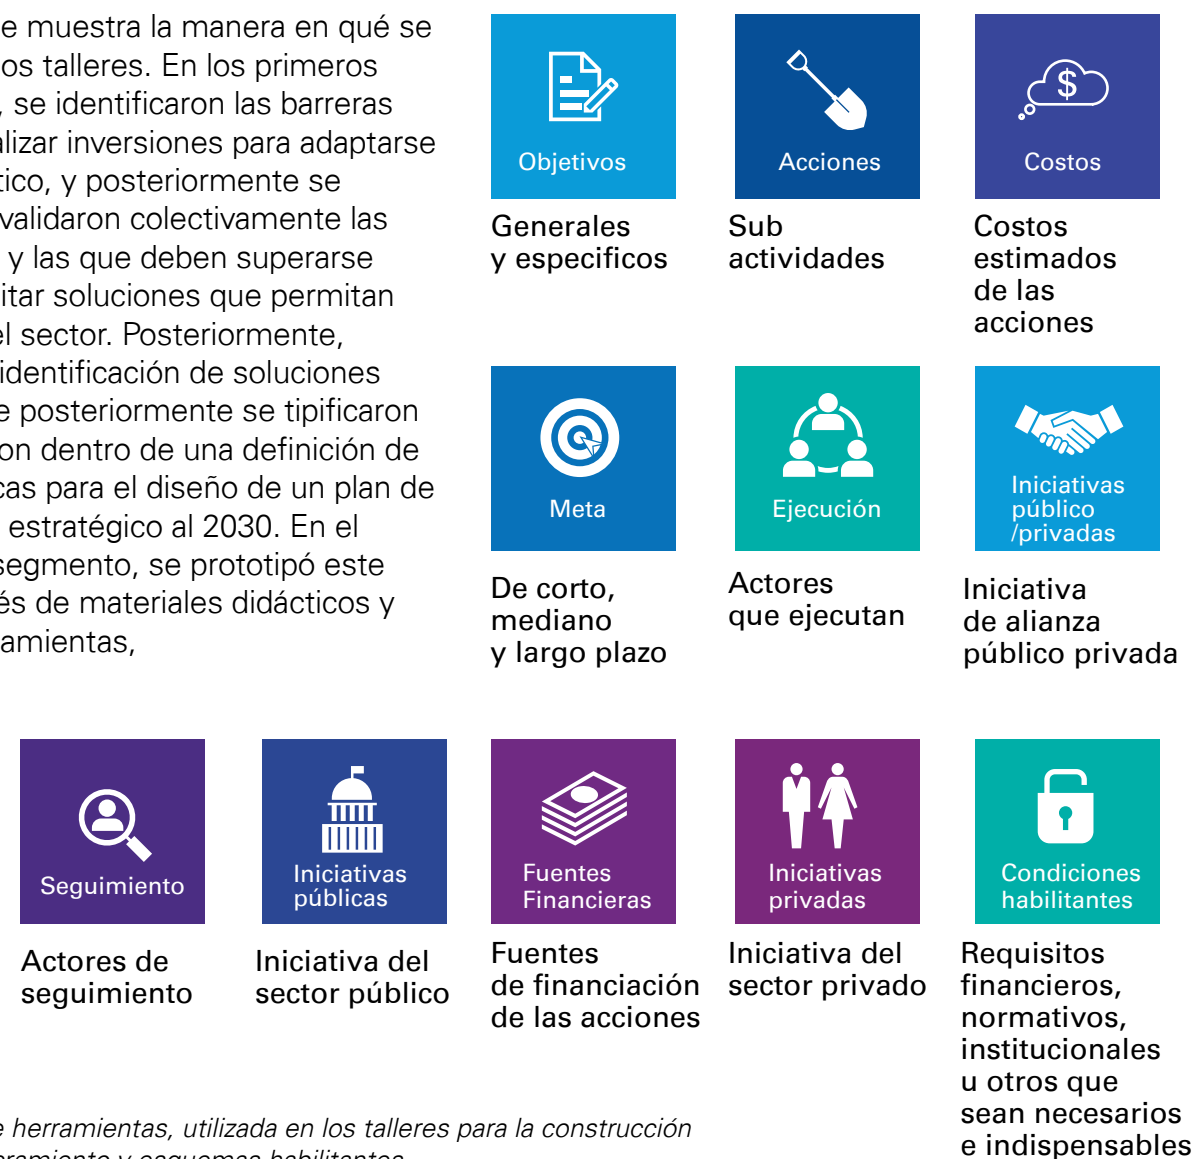 e muestra la manera en qué se
os talleres. En los primeros
, se identificaron las barreras
alizar inversiones para adaptarse
tico, y posteriormente se
validaron colectivamente las
y las que deben superarse
itar soluciones que permitan
el sector. Posteriormente,
identificación de soluciones
e posteriormente se tipificaron
on dentro de una definición de
cas para el diseño de un plan de
estratégico al 2030. En el
segmento, se prototipó este
és de materiales didácticos y
ramientas,
Objetivos
Generales
y especificos
Acciones
Sub
actividades
$
Costos
Costos
estimados
de las
acciones
Meta
De corto,
mediano
y largo plazo
Ejecución
Actores
que ejecutan
Iniciativas
público
/privadas
Iniciativa
de alianza
público privada
Seguimiento
Actores de
seguimiento
Iniciativas
públicas
Iniciativa del
sector público
Fuentes
Financieras
Fuentes
de financiación
de las acciones
Iniciativas
privadas
Iniciativa del
sector privado
Condiciones
habilitantes
Requisitos
financieros,
normativos,
institucionales
u otros que
sean necesarios
e indispensables
e herramientas, utilizada en los talleres para la construcción